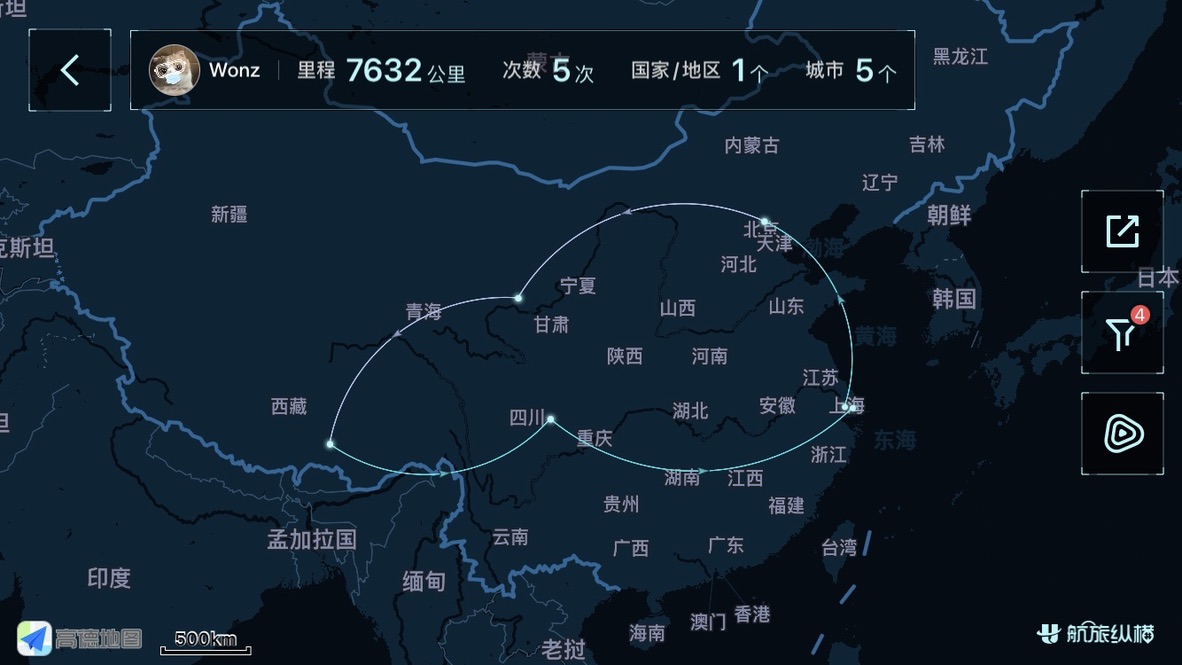 Wonz 里程 7632 公里 次数 5 次 国家/地区 1 个 城市 5 个
黑龙江
内蒙古
吉林
辽宁
新疆
朝鲜
北京
天津
渤海
克斯坦
河北
日本
宁夏
韩国
青海
山西
山东
4
甘肃
黄海
陕西
河南
江苏
西藏
四川
湖北
安徽
上海
重庆
东海
浙江
湖南
江西
贵州
福建
孟加拉国
云南
广西
广东
台湾
印度
缅甸
澳门
香港
海南
高德地图
500km
老挝
航旅纵横